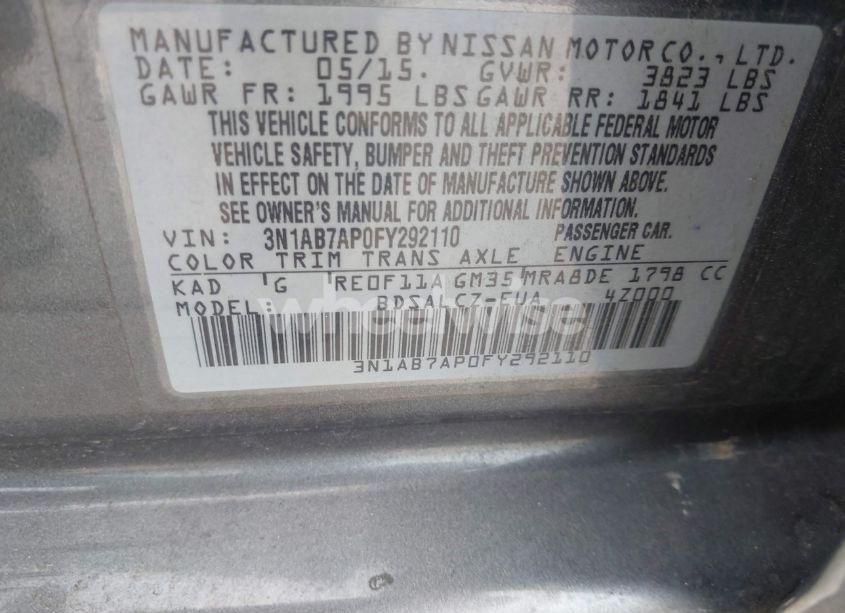 MANUFACTURED BY NISSAN MOTOR CO., LTD.
DATE: 05/15. GVWR: 3823 LBS
GAWR FR: 1995 LBS GAWR RR: 1841 LBS
THIS VEHICLE CONFORMS TO ALL APPLICABLE FEDERAL MOTOR
VEHICLE SAFETY, BUMPER AND THEFT PREVENTION STANDARDS
IN EFFECT ON THE DATE OF MANUFACTURE SHOWN ABOVE.
SEE OWNER'S MANUAL FOR ADDITIONAL INFORMATION.
VIN: 3N1AB7AP0FY292110 PASSENGER CAR.
COLOR TRIM TRANS AXLE ENGINE
KAD G RE0F11A GM35 MRA8DE 1798 CC
MODEL: BDSALCZ-EUA 4Z000
wheelwise
3N1AB7AP0FY292110